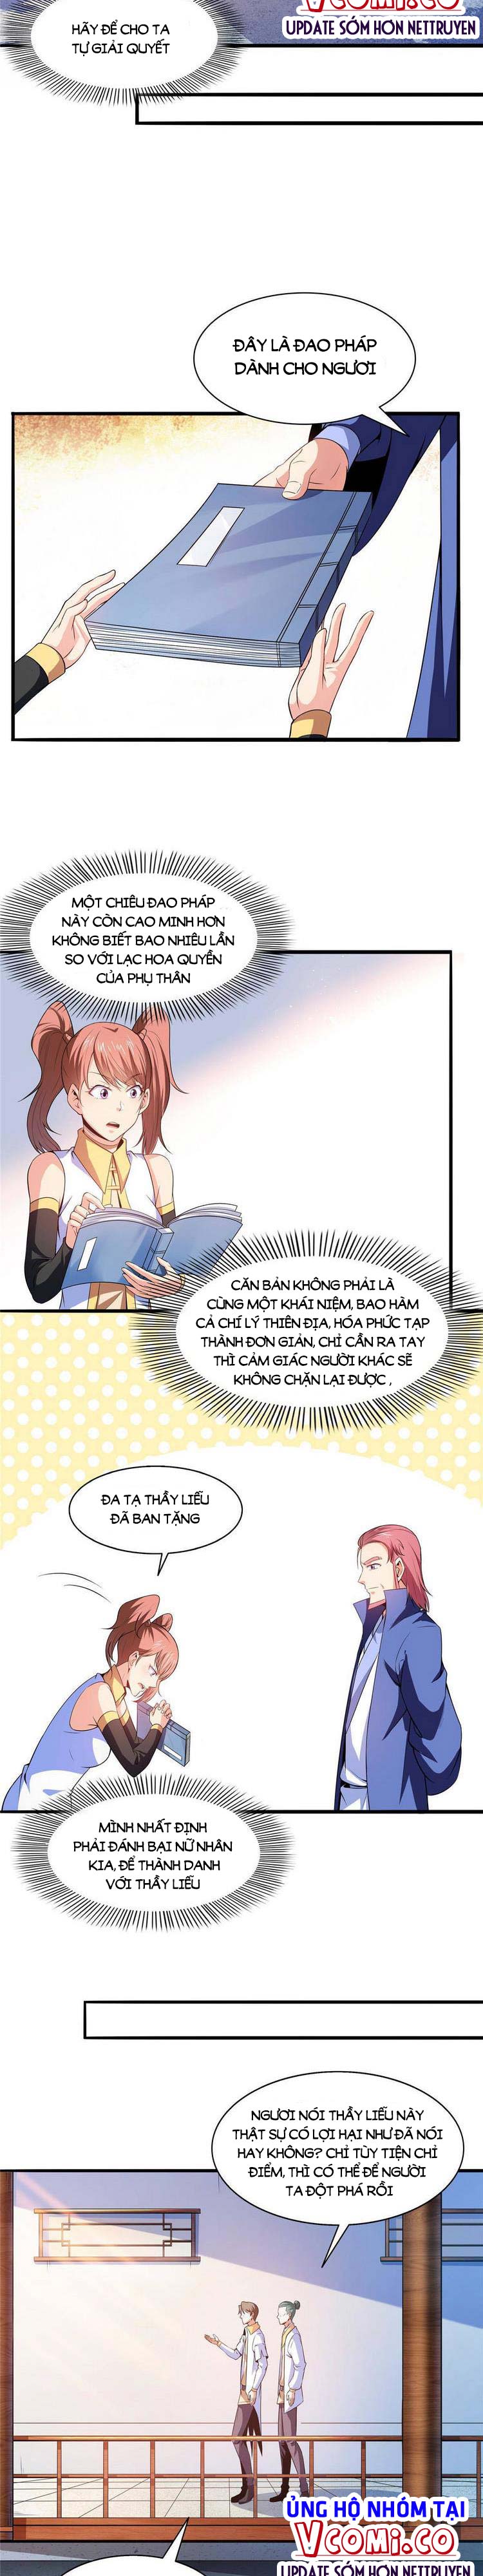 Vcomi.co
UPDATE SỚM HƠN NETTRUYEN
HÃY ĐỂ CHO TA
TỰ GIẢI QUYẾT
ĐÂY LÀ ĐAO PHÁP
DÀNH CHO NGƯƠI
MỘT CHIÊU ĐAO PHÁP
NÀY CÒN CAO MINH HƠN
KHÔNG BIẾT BAO NHIÊU LẦN
SO VỚI LẠC HOA QUYỀN
CỦA PHỤ THÂN
CĂN BẢN KHÔNG PHẢI LÀ
CÙNG MỘT KHÁI NIỆM, BAO HÀM
CẢ CHÍ LÝ THIÊN ĐỊA, HÓA PHỨC TẠP
THÀNH ĐƠN GIẢN, CHỈ CẦN RA TAY
THÌ CẢM GIÁC NGƯỜI KHÁC SẼ
KHÔNG CHẶN LẠI ĐƯỢC ,
ĐA TẠ THẦY LIỄU
ĐÃ BAN TẶNG
MÌNH NHẤT ĐỊNH
PHẢI ĐÁNH BẠI NỮ NHÂN
KIA, ĐỂ THÀNH DANH
VỚI THẦY LIỄU
NGƯƠI NÓI THẦY LIỄU NÀY
THẬT SỰ CÓ LỢI HẠI NHƯ ĐÃ NÓI
HAY KHÔNG? CHỈ TÙY TIỆN CHỈ
ĐIỂM, THÌ CÓ THỂ ĐỂ NGƯỜI
TA ĐỘT PHÁ RỒI
ỦNG HỘ NHÓM TẠI
Vcomi.co
UPDATE SỚM HƠN NETTRUYEN